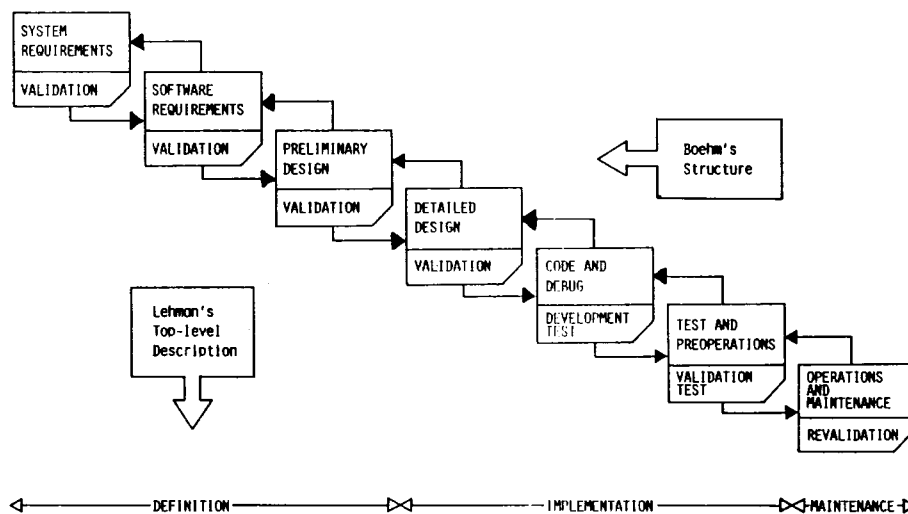 SYSTEM
REQUIREMENTS
VALIDATION
SOFTWARE
REQUIREMENTS
VALIDATION
PRELIMINARY
DESIGN
VALIDATION
Boehm's
Structure
DETAILED
DESIGN
VALIDATION
CODE AND
DEBUG
DEVELOPMENT
TEST
Lehman's
Top-level
Description
TEST AND
PREOPERATIONS
VALIDATION
TEST
OPERATIONS
AND
MAINTENANCE
REVALIDATION
DEFINITION
IMPLEMENTATION
MAINTENANCE